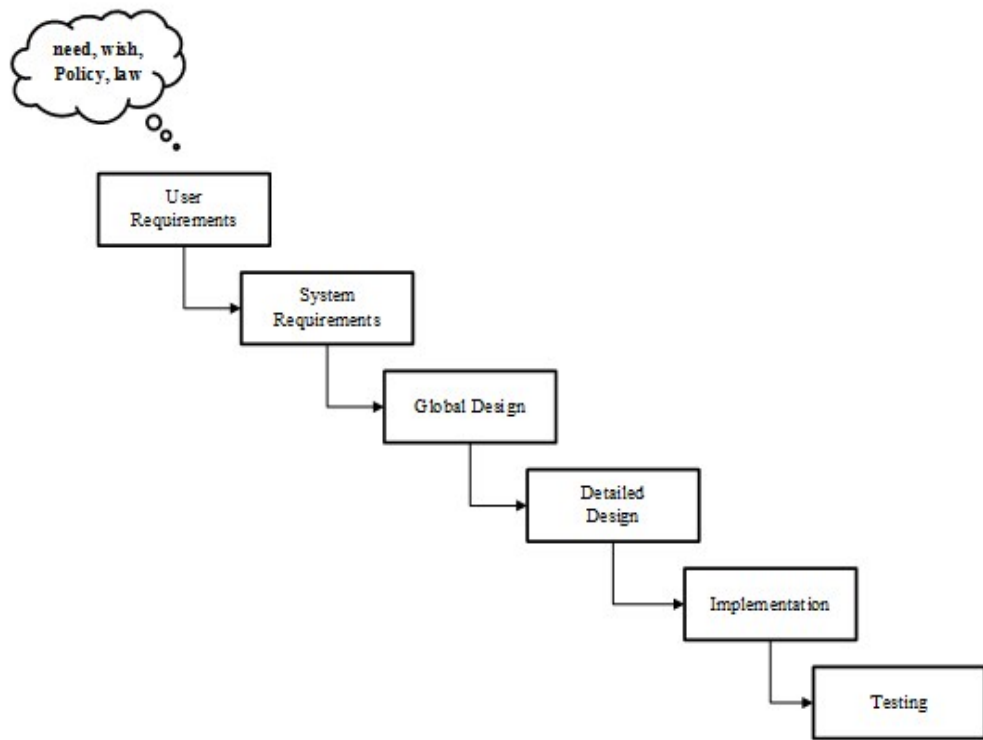 need, wish,
Policy, law
User
Requirements
System
Requirements
Global Design
Detailed
Design
Implementation
Testing